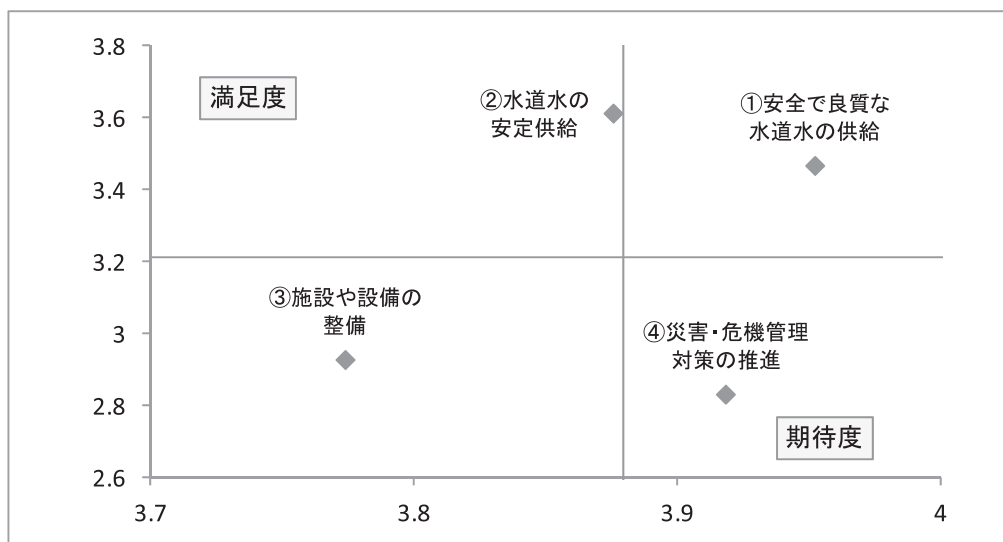 3.8
3.6
3.4
3.2
3
2.8
2.6
満足度
②水道水の
安定供給
①安全で良質な
水道水の供給
③施設や設備の
整備
④災害・危機管理
対策の推進
期待度
3.7
3.8
3.9
4